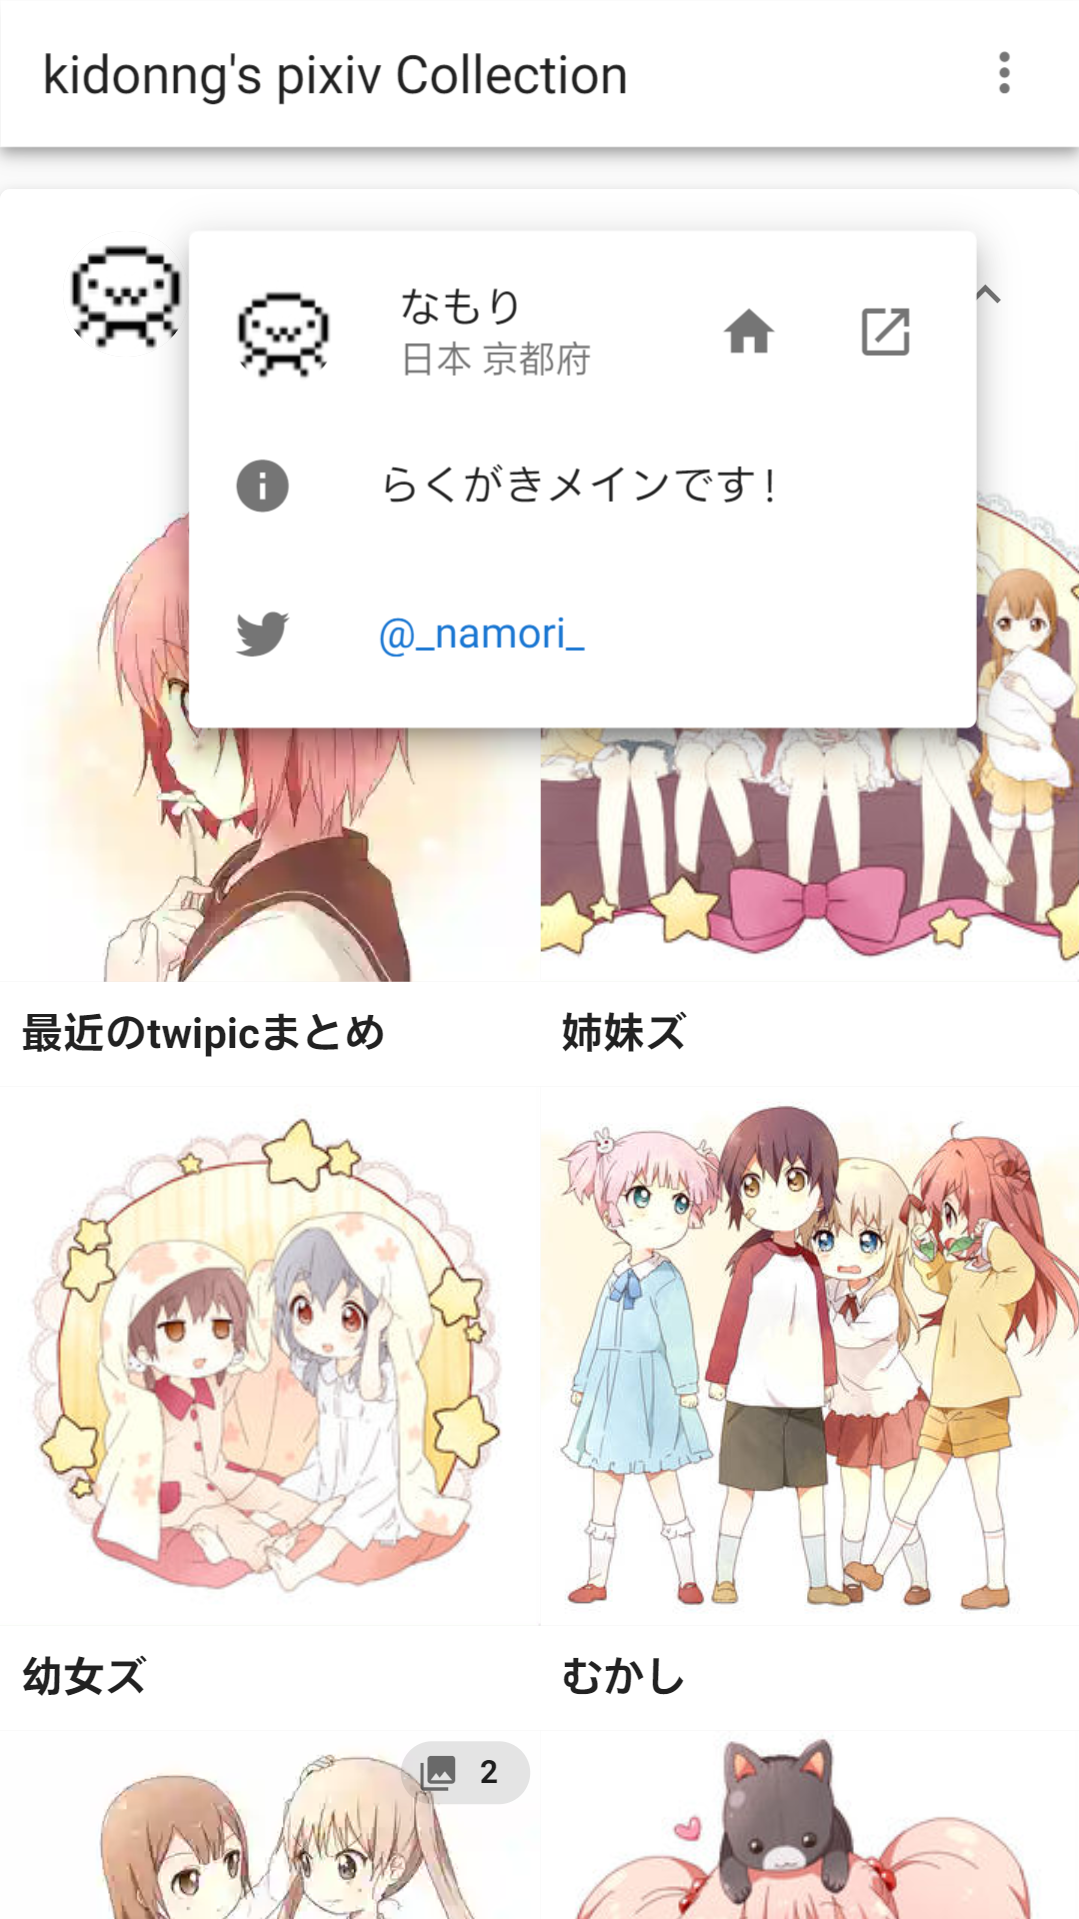 kidonng's pixiv Collection
なもり
日本 京都府
らくがきメインです!
@_namori_
最近のtwipicまとめ
姉妹ズ
幼女ズ
むかし
2